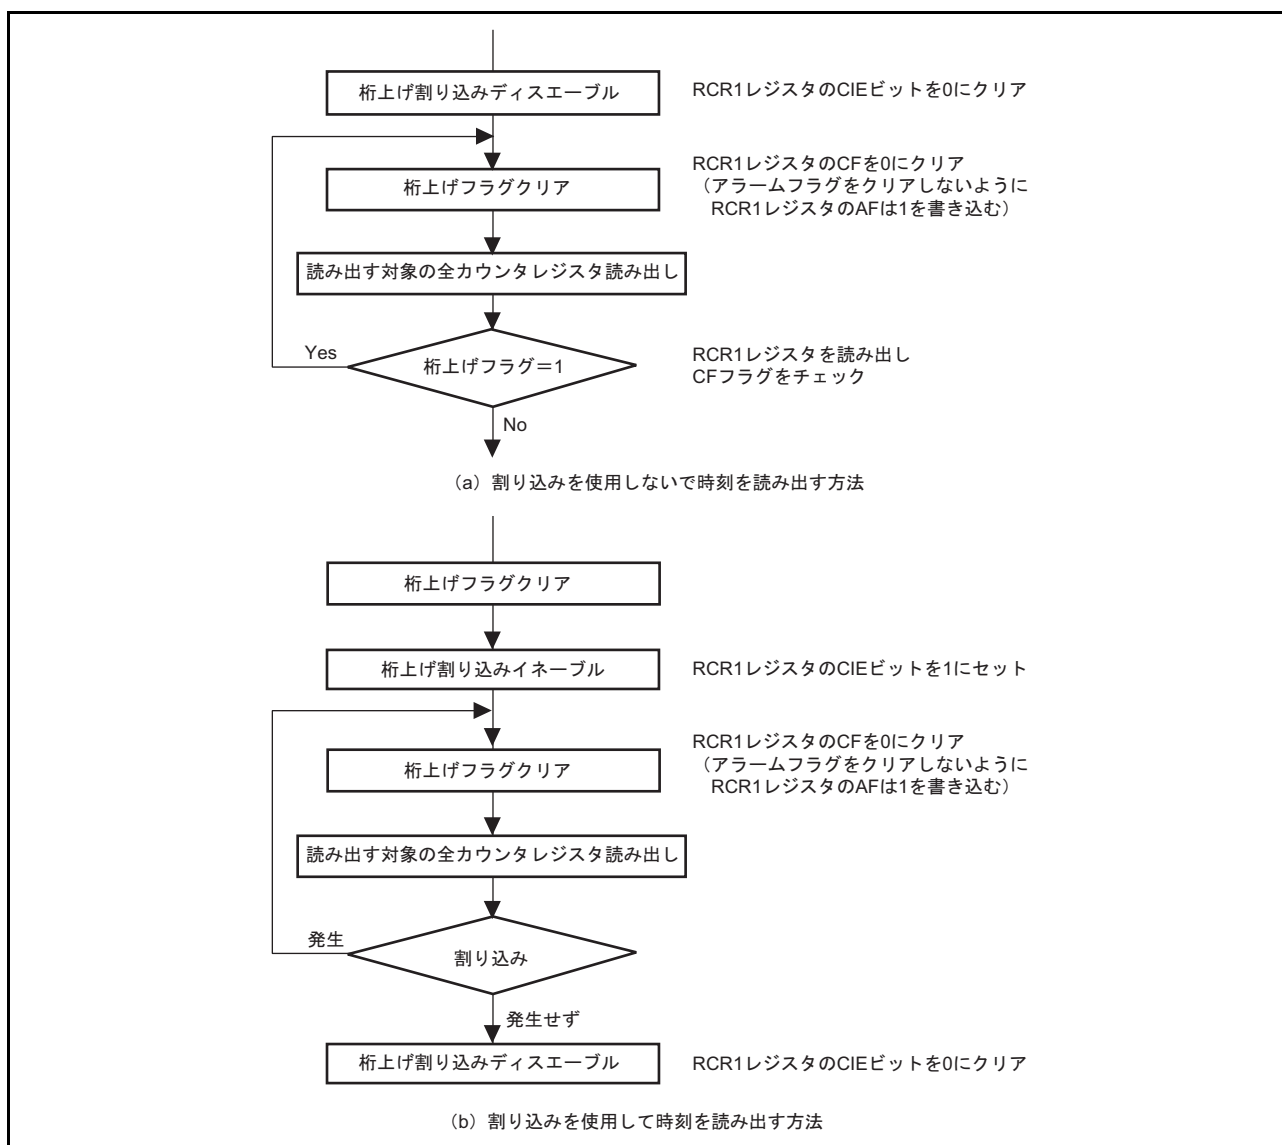 桁上げ割り込みディスエーブル
RCR1レジスタのCIEビットを0にクリア
RCR1レジスタのCFを0にクリア
（アラームフラグをクリアしないように
RCR1レジスタのAFは1を書き込む）
桁上げフラグクリア
読み出す対象の全カウンタレジスタ読み出し
Yes
桁上げフラグ＝1
RCR1レジスタを読み出し
CFフラグをチェック
No
（a）割り込みを使用しないで時刻を読み出す方法
桁上げフラグクリア
桁上げ割り込みイネーブル
RCR1レジスタのCIEビットを1にセット
RCR1レジスタのCFを0にクリア
（アラームフラグをクリアしないように
RCR1レジスタのAFは1を書き込む）
桁上げフラグクリア
読み出す対象の全カウンタレジスタ読み出し
発生
割り込み
発生せず
桁上げ割り込みディスエーブル
RCR1レジスタのCIEビットを0にクリア
（b）割り込みを使用して時刻を読み出す方法